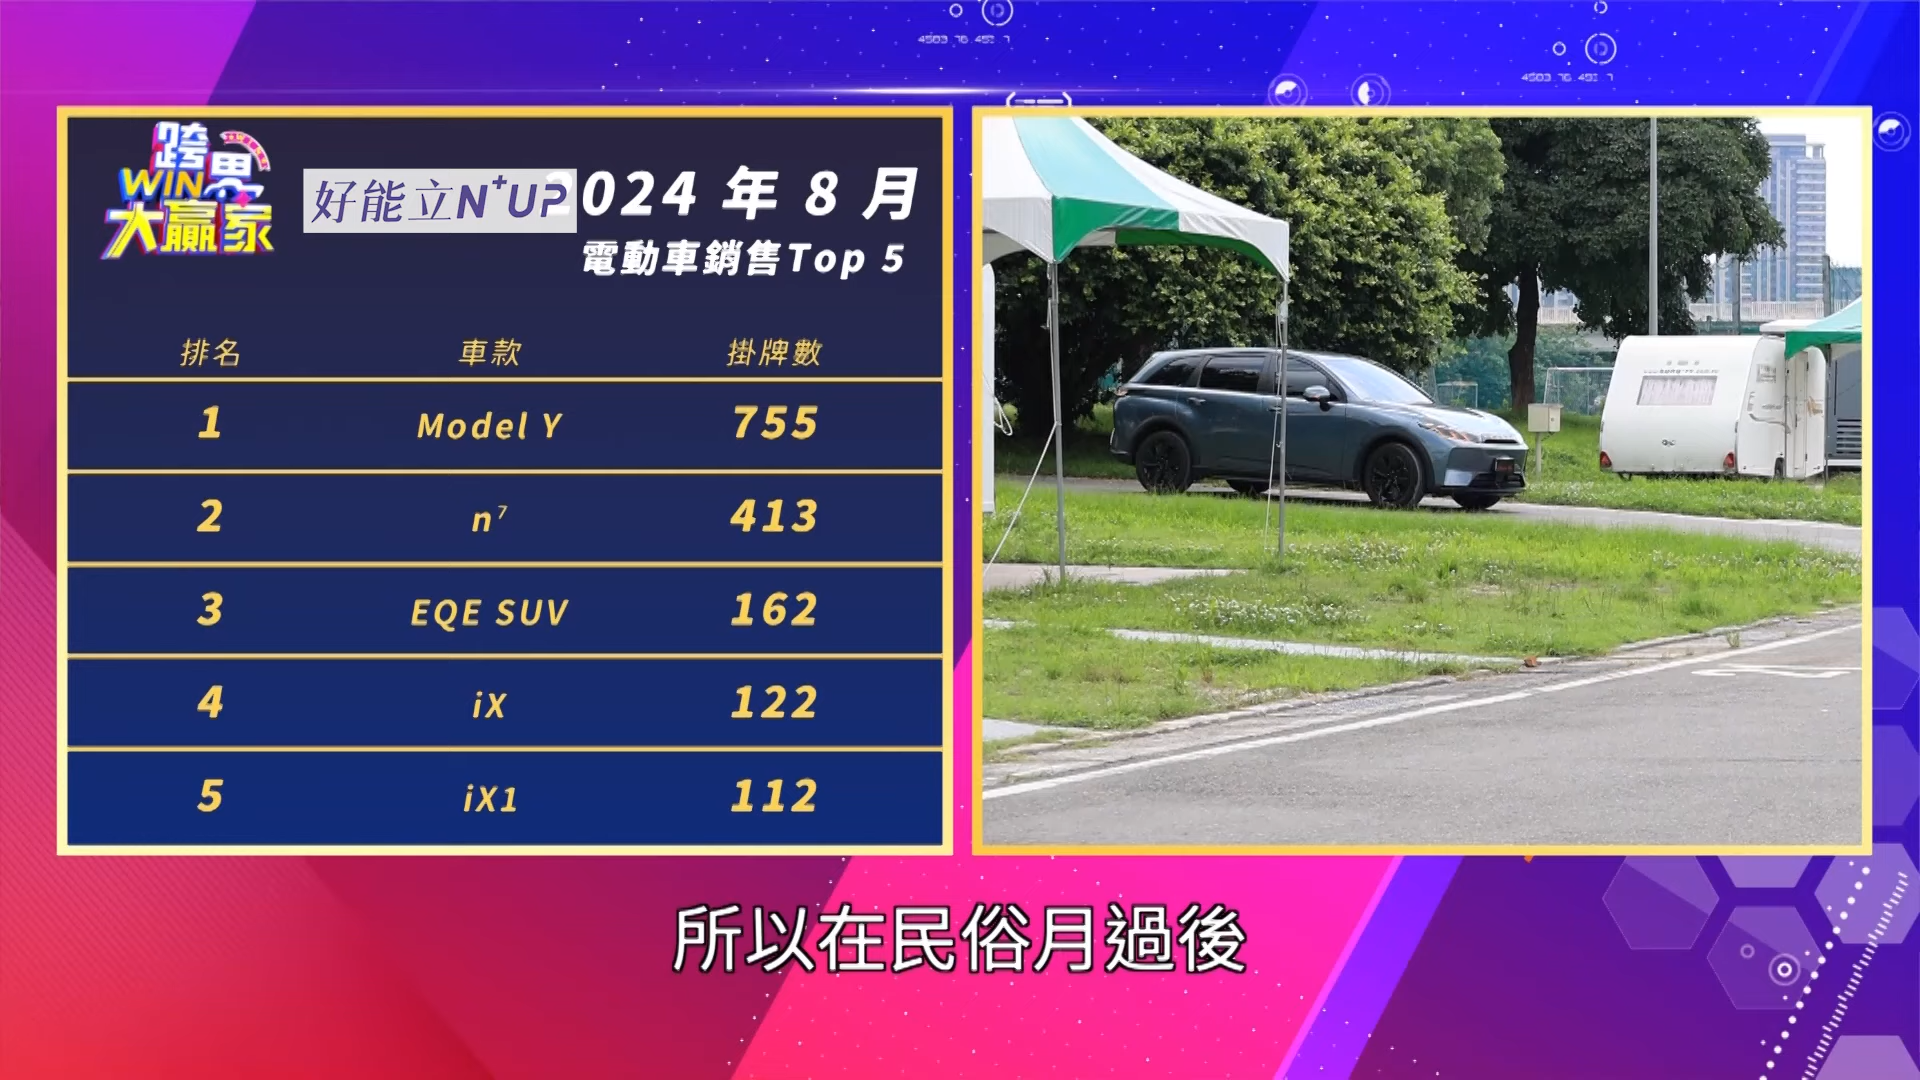 跨界
WIN
大贏家
好能立N+UP
2024 年 8 月
電動車銷售Top 5
排名 車款 掛牌數
1 Model Y 755
2 n⁷ 413
3 EQE SUV 162
4 iX 122
5 iX1 112
所以在民俗月過後